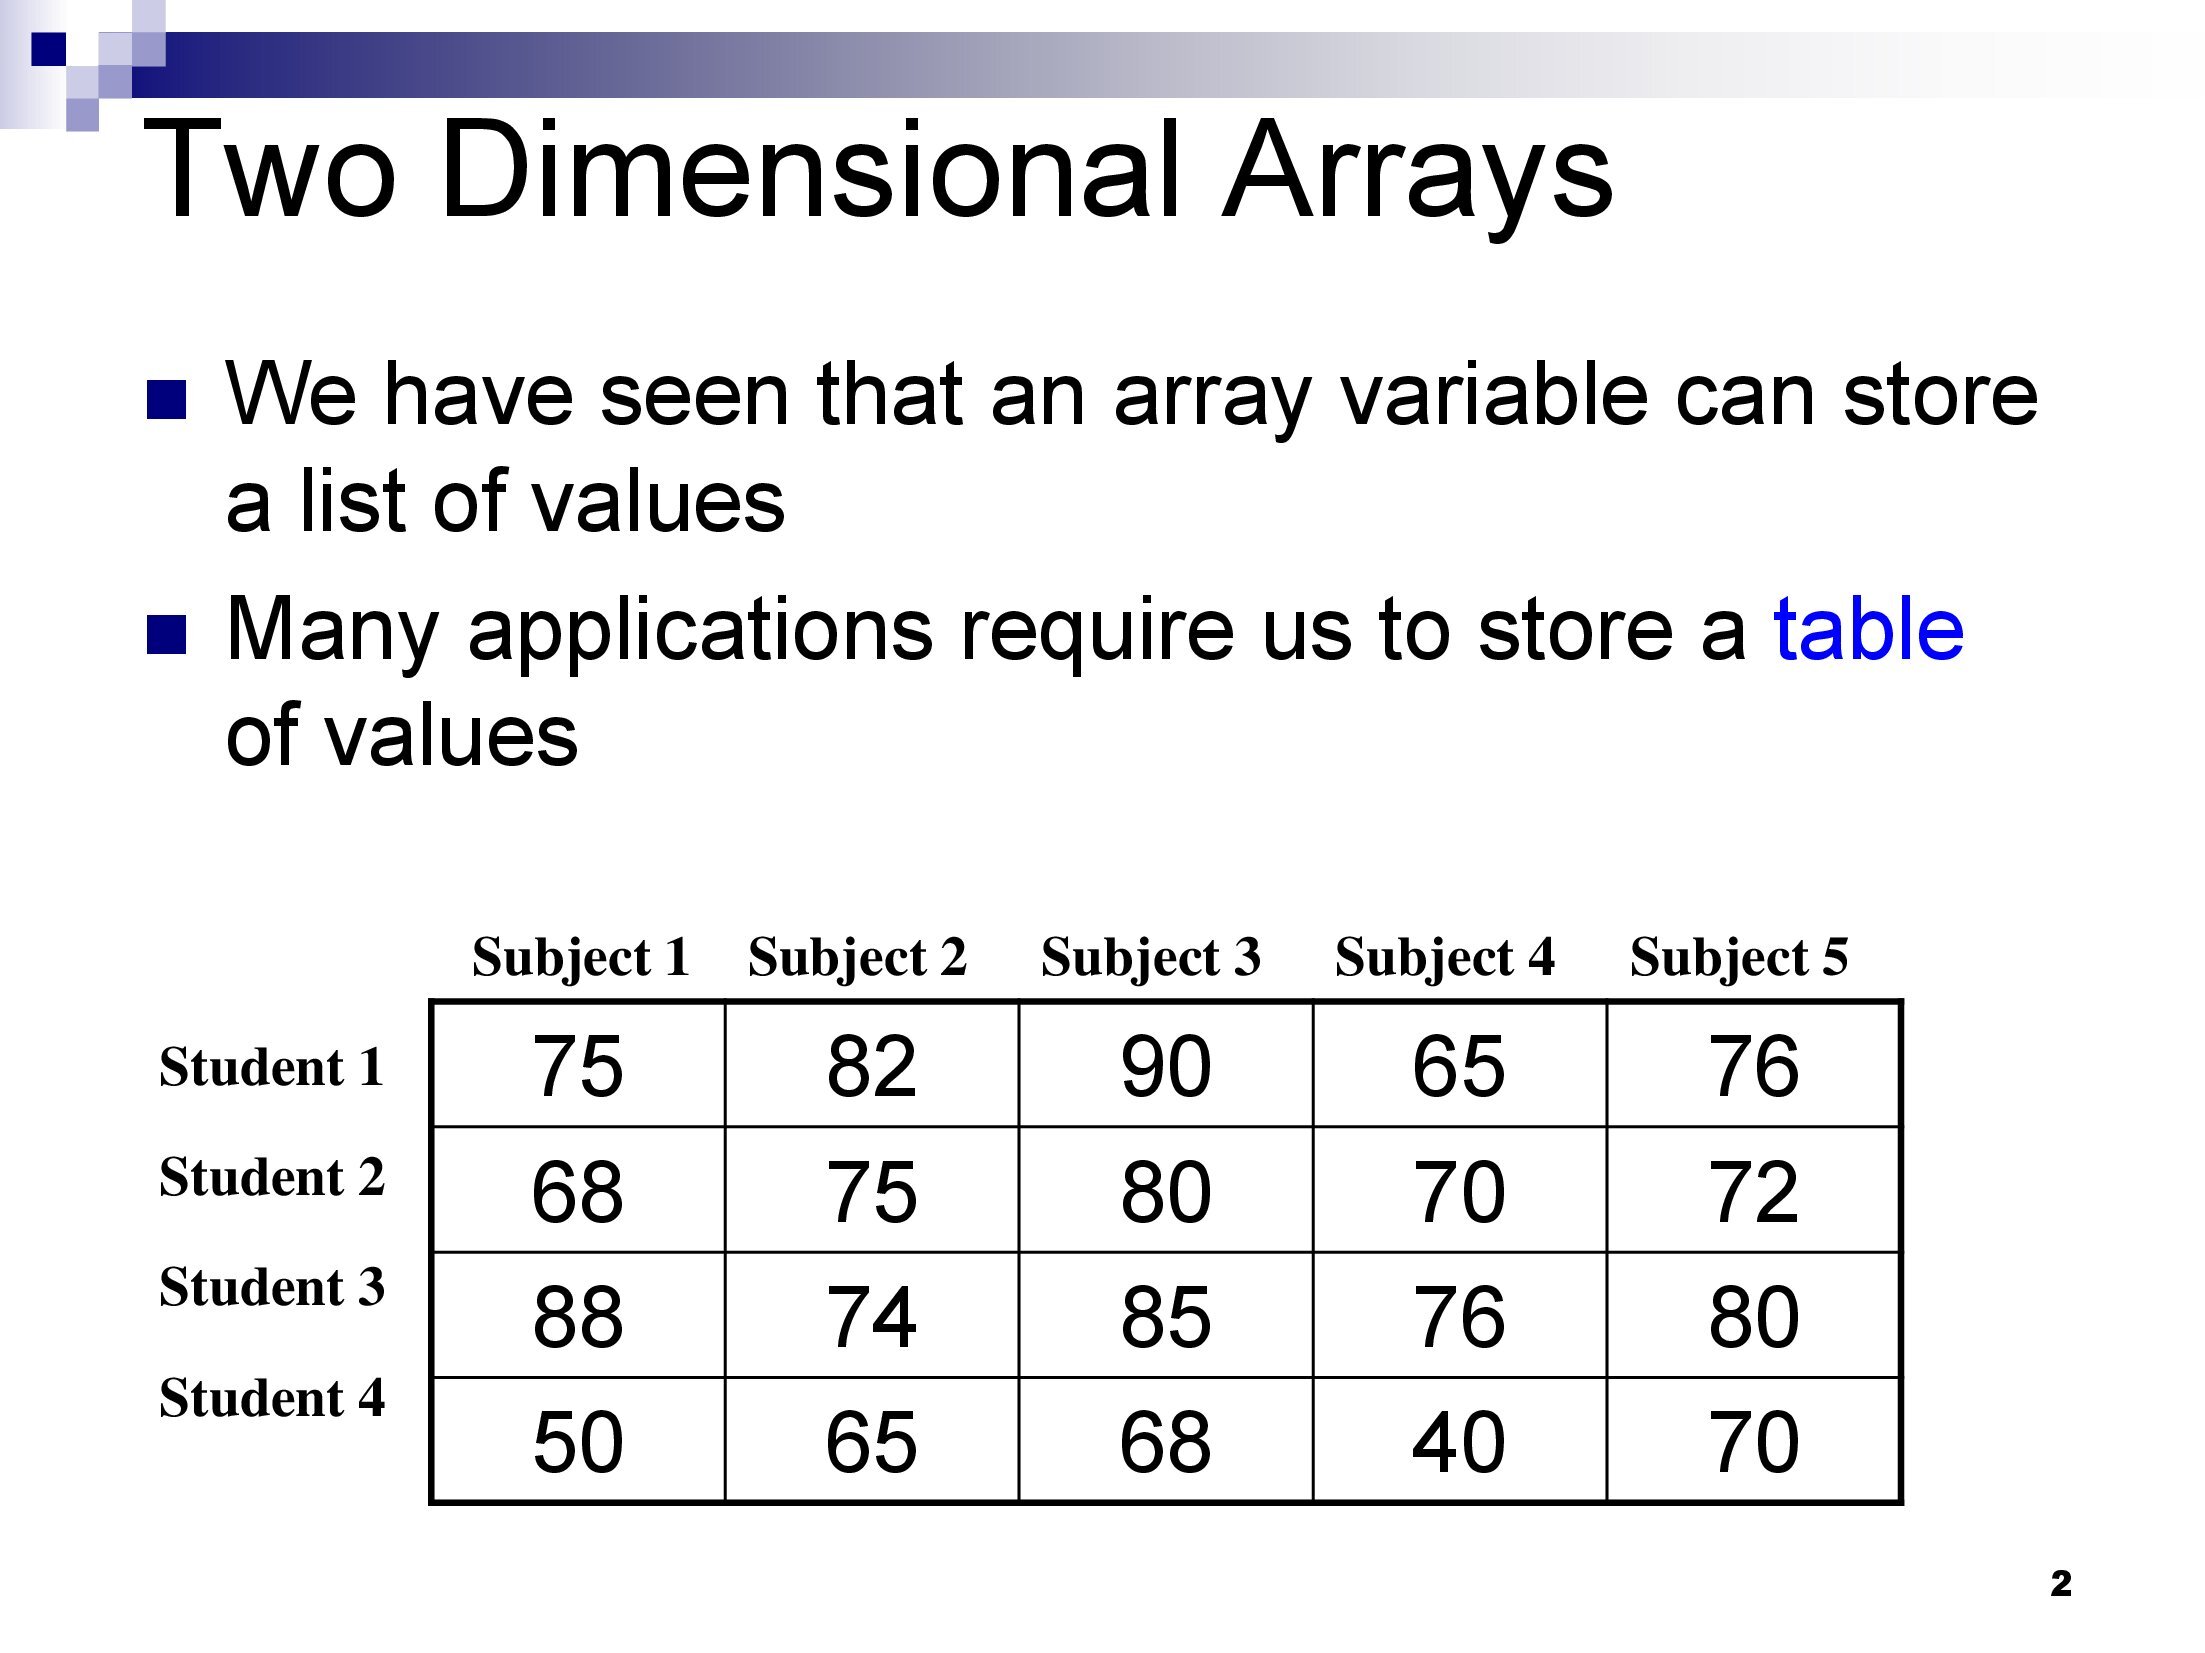 Two Dimensional Arrays
We have seen that an array variable can store
a list of values
Many applications require us to store a table
of values
Subject 1 Subject 2 Subject 3 Subject 4 Subject 5
Student 1 75 82 90 65 76
Student 2 68 75 80 70 72
Student 3 88 74 85 76 80
Student 4 50 65 68 40 70
2